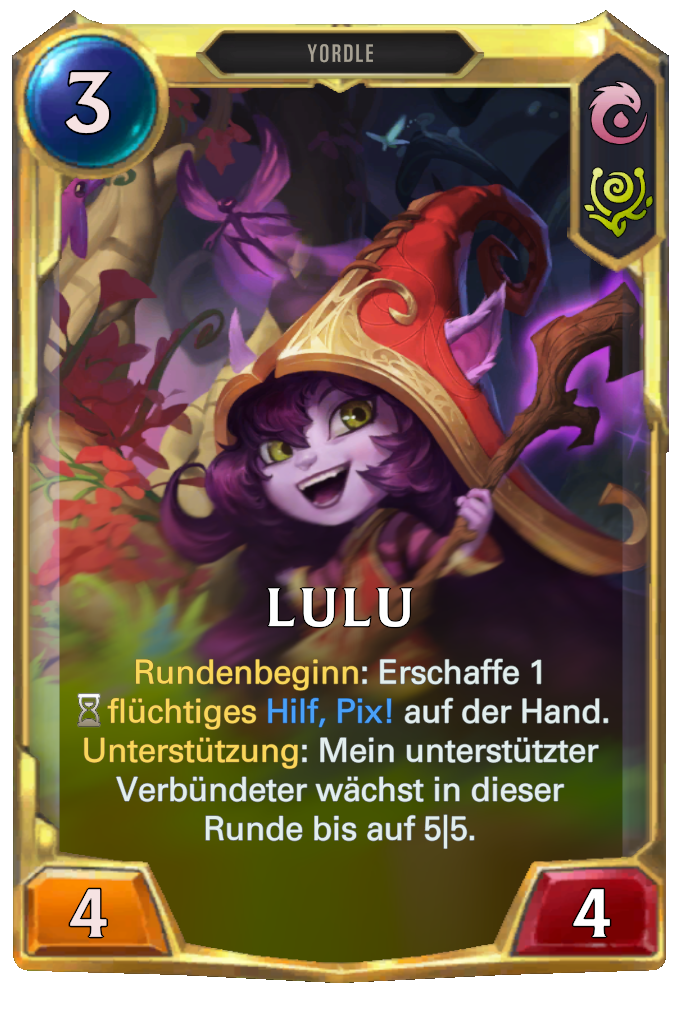 YORDLE
3
LULU
Rundenbeginn: Erschaffe 1
flüchtiges Hilf, Pix! auf der Hand.
Unterstützung: Mein unterstützter
Verbündeter wächst in dieser
Runde bis auf 5|5.
4
4